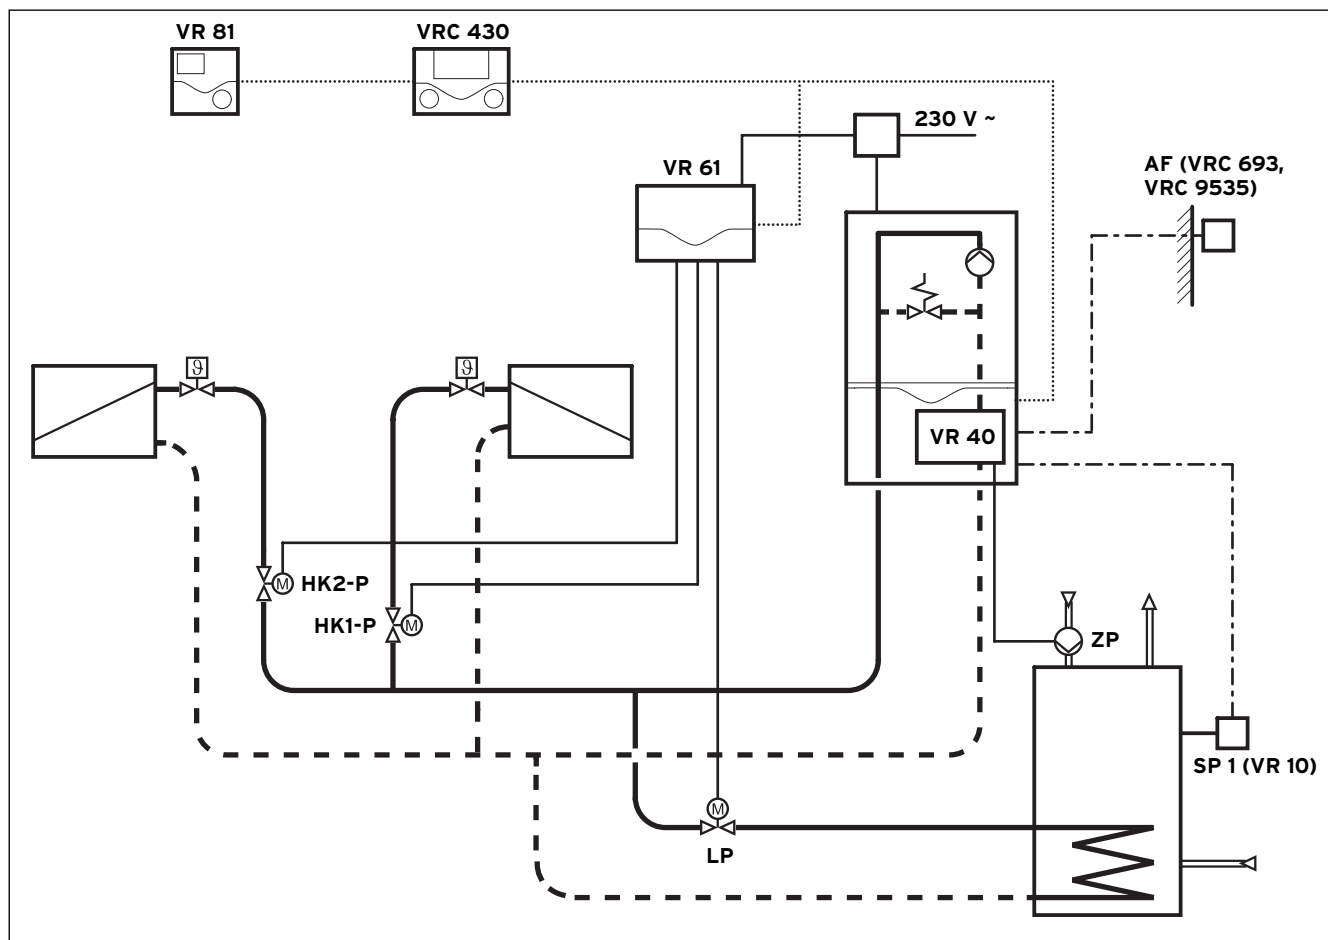 VR 81
VRC 430
230 V ~
VR 61
AF (VRC 693,
VRC 9535)
ϑ
ϑ
VR 40
M
HK2-P
HK1-P
M
ZP
SP 1 (VR 10)
M
LP